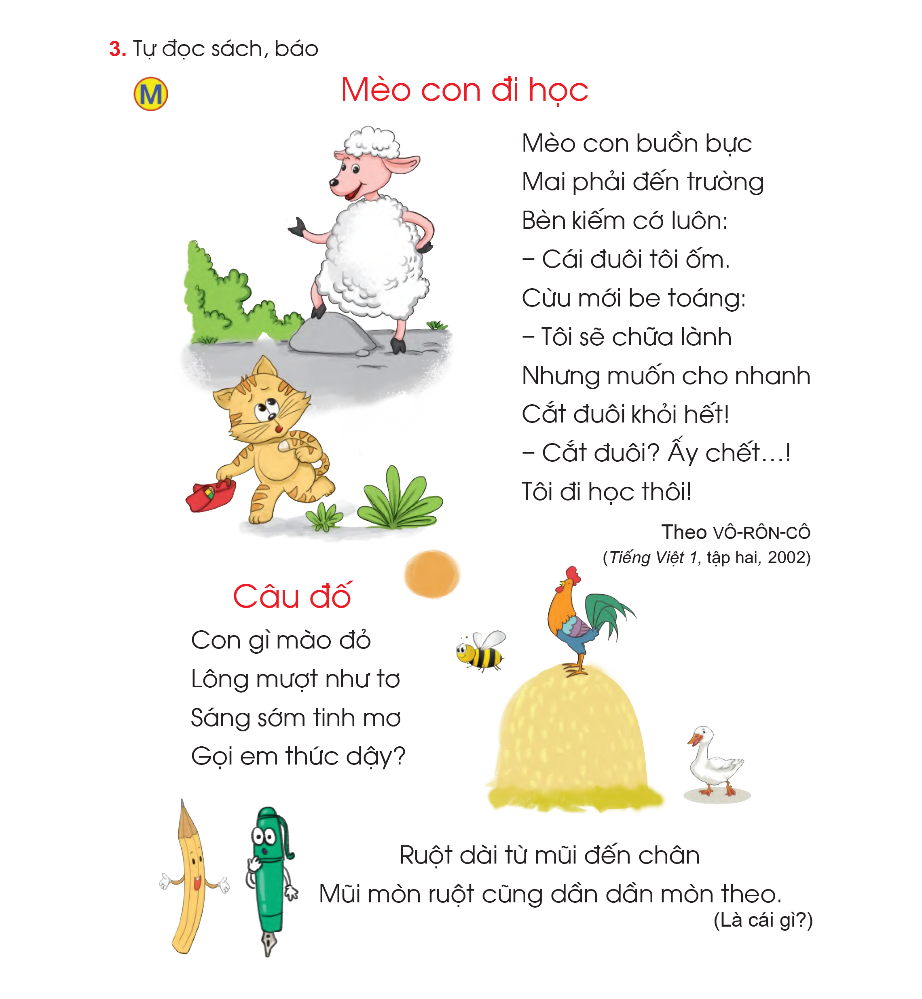 3. Tự đọc sách, báo
M
Mèo con đi học
Mèo con buồn bực
Mai phải đến trường
Bèn kiếm cớ luôn:
– Cái đuôi tôi ốm.
Cừu mới be toáng:
– Tôi sẽ chữa lành
Nhưng muốn cho nhanh
Cắt đuôi khỏi hết!
– Cắt đuôi? Ấy chết...!
Tôi đi học thôi!
Theo VÔ-RÔN-CÔ
(Tiếng Việt 1, tập hai, 2002)
Câu đố
Con gì mào đỏ
Lông mượt như tơ
Sáng sớm tinh mơ
Gọi em thức dậy?
Ruột dài từ mũi đến chân
Mũi mòn ruột cũng dần dần mòn theo.
(Là cái gì?)